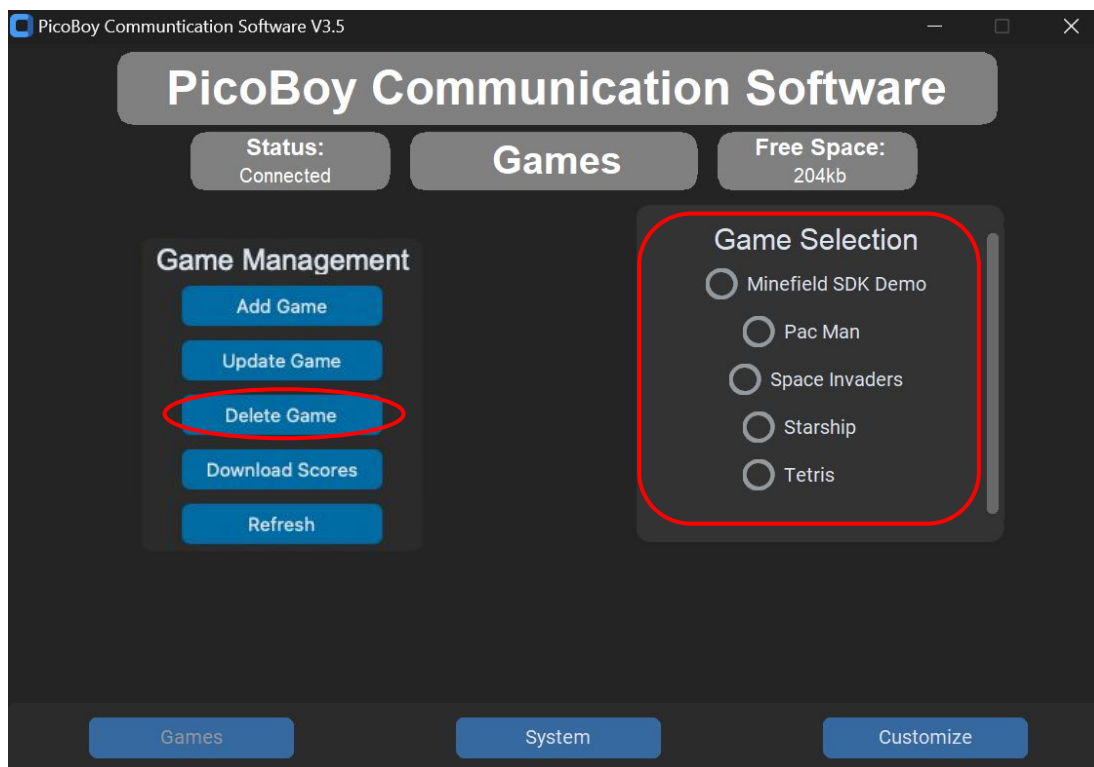 PicoBoy Communtication Software V3.5
PicoBoy Communication Software
Status:
Connected
Games
Free Space:
204kb
Game Management
Add Game
Update Game
Delete Game
Download Scores
Refresh
Game Selection
Minefield SDK Demo
Pac Man
Space Invaders
Starship
Tetris
Games
System
Customize